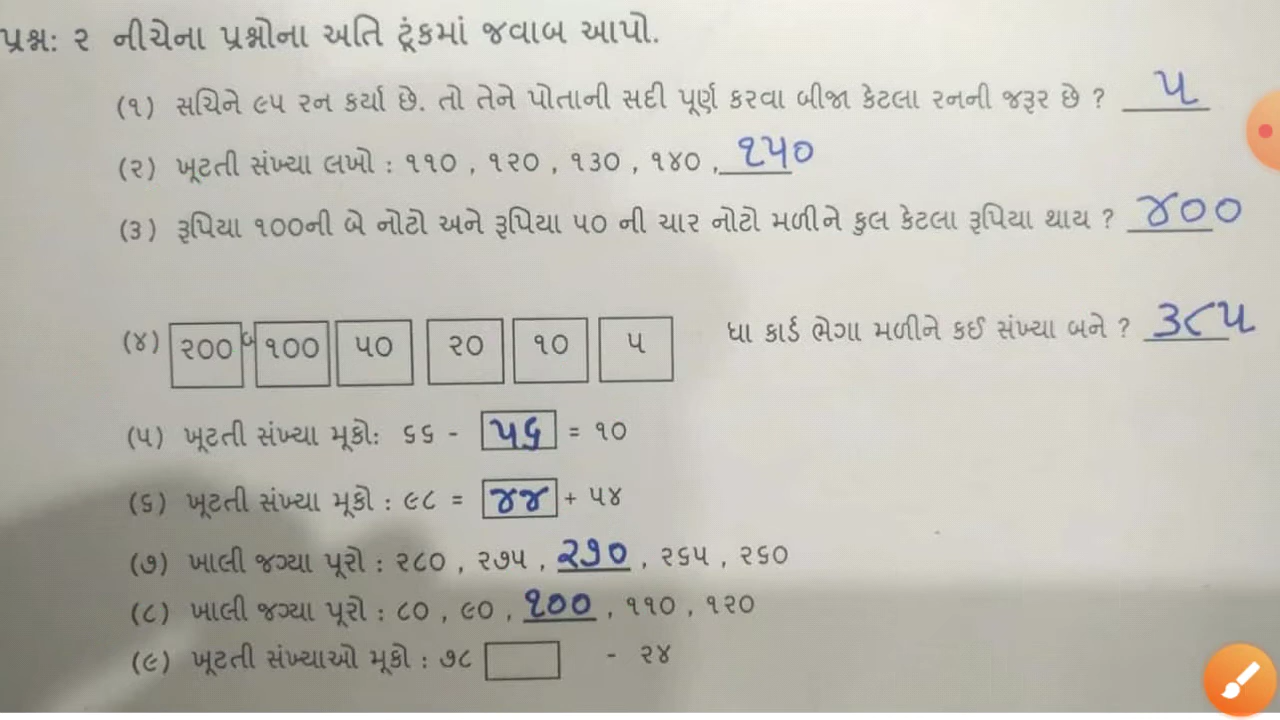 પ્રશ્ન: ૨ નીચેના પ્રશ્નોના અતિ ટૂંકમાં જવાબ આપો.
(૧) સચિને ૯૫ રન કર્યા છે. તો તેને પોતાની સદી પૂર્ણ કરવા બીજા કેટલા રનની જરૂર છે ? ૫
(૨) ખૂટતી સંખ્યા લખો : ૧૧૦ , ૧૨૦ , ૧૩૦ , ૧૪૦ , ૧૫૦
(૩) રૂપિયા ૧૦૦ની બે નોટો અને રૂપિયા ૫૦ ની ચાર નોટો મળીને કુલ કેટલા રૂપિયા થાય ? ૪૦૦
(૪) ૨૦૦ બ ૧૦૦ ૫૦ ૨૦ ૧૦ ૫ ધા કાર્ડ ભેગા મળીને કઈ સંખ્યા બને ? ૩૮૫
(૫) ખૂટતી સંખ્યા મૂકો: ૬૬ - ૫૬ = ૧૦
(૬) ખૂટતી સંખ્યા મૂકો : ૯૮ = ૪૪ + ૫૪
(૭) ખાલી જગ્યા પૂરો : ૨૮૦ , ૨૭૫ , ૨૭૦ , ૨૬૫ , ૨૬૦
(૮) ખાલી જગ્યા પૂરો : ૮૦ , ૯૦ , ૧૦૦ , ૧૧૦ , ૧૨૦
(૯) ખૂટતી સંખ્યાઓ મૂકો : ૭૮ - ૨૪